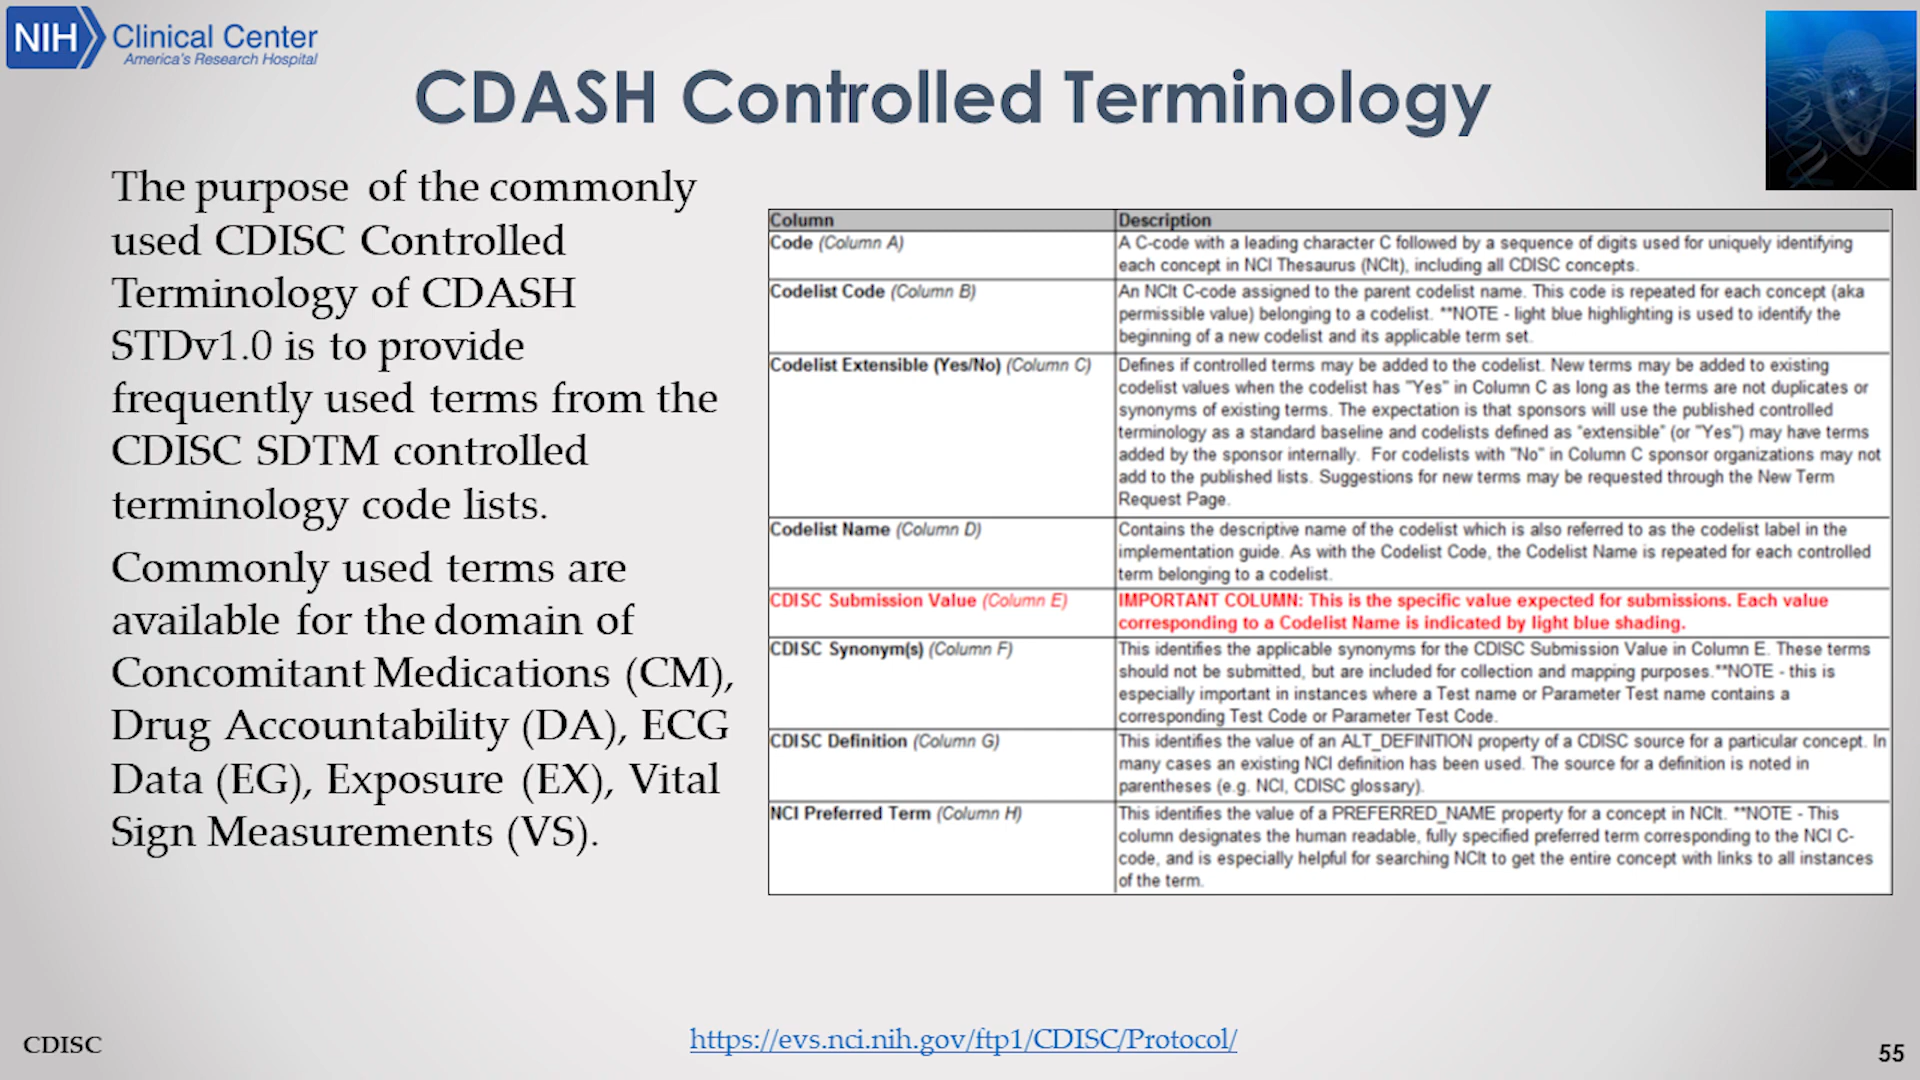 NIH Clinical Center
America's Research Hospital
CDASH Controlled Terminology
The purpose of the commonly
used CDISC Controlled
Terminology of CDASH
STDv1.0 is to provide
frequently used terms from the
CDISC SDTM controlled
terminology code lists.
Commonly used terms are
available for the domain of
Concomitant Medications (CM),
Drug Accountability (DA), ECG
Data (EG), Exposure (EX), Vital
Sign Measurements (VS).
Column Description
Code (Column A) A C-code with a leading character C followed by a sequence of digits used for uniquely identifying
each concept in NCI Thesaurus (NCIt), including all CDISC concepts.
Codelist Code (Column B) An NCIt C-code assigned to the parent codelist name. This code is repeated for each concept (aka
permissible value) belonging to a codelist. **NOTE - light blue highlighting is used to identify the
beginning of a new codelist and its applicable term set.
Codelist Extensible (Yes/No) (Column C) Defines if controlled terms may be added to the codelist. New terms may be added to existing
codelist values when the codelist has "Yes" in Column C as long as the terms are not duplicates or
synonyms of existing terms. The expectation is that sponsors will use the published controlled
terminology as a standard baseline and codelists defined as "extensible" (or "Yes") may have terms
added by the sponsor internally. For codelists with "No" in Column C sponsor organizations may not
add to the published lists. Suggestions for new terms may be requested through the New Term
Request Page.
Codelist Name (Column D) Contains the descriptive name of the codelist which is also referred to as the codelist label in the
implementation guide. As with the Codelist Code, the Codelist Name is repeated for each controlled
term belonging to a codelist.
CDISC Submission Value (Column E) IMPORTANT COLUMN: This is the specific value expected for submissions. Each value
corresponding to a Codelist Name is indicated by light blue shading.
CDISC Synonym(s) (Column F) This identifies the applicable synonyms for the CDISC Submission Value in Column E. These terms
should not be submitted, but are included for collection and mapping purposes.**NOTE - this is
especially important in instances where a Test name or Parameter Test name contains a
corresponding Test Code or Parameter Test Code.
CDISC Definition (Column G) This identifies the value of an ALT_DEFINITION property of a CDISC source for a particular concept. In
many cases an existing NCI definition has been used. The source for a definition is noted in
parentheses (e.g. NCI, CDISC glossary).
NCI Preferred Term (Column H) This identifies the value of a PREFERRED_NAME property for a concept in NCIt. **NOTE - This
column designates the human readable, fully specified preferred term corresponding to the NCI C-
code, and is especially helpful for searching NCIt to get the entire concept with links to all instances
of the term.
CDISC
https://evs.nci.nih.gov/ftp1/CDISC/Protocol/
55